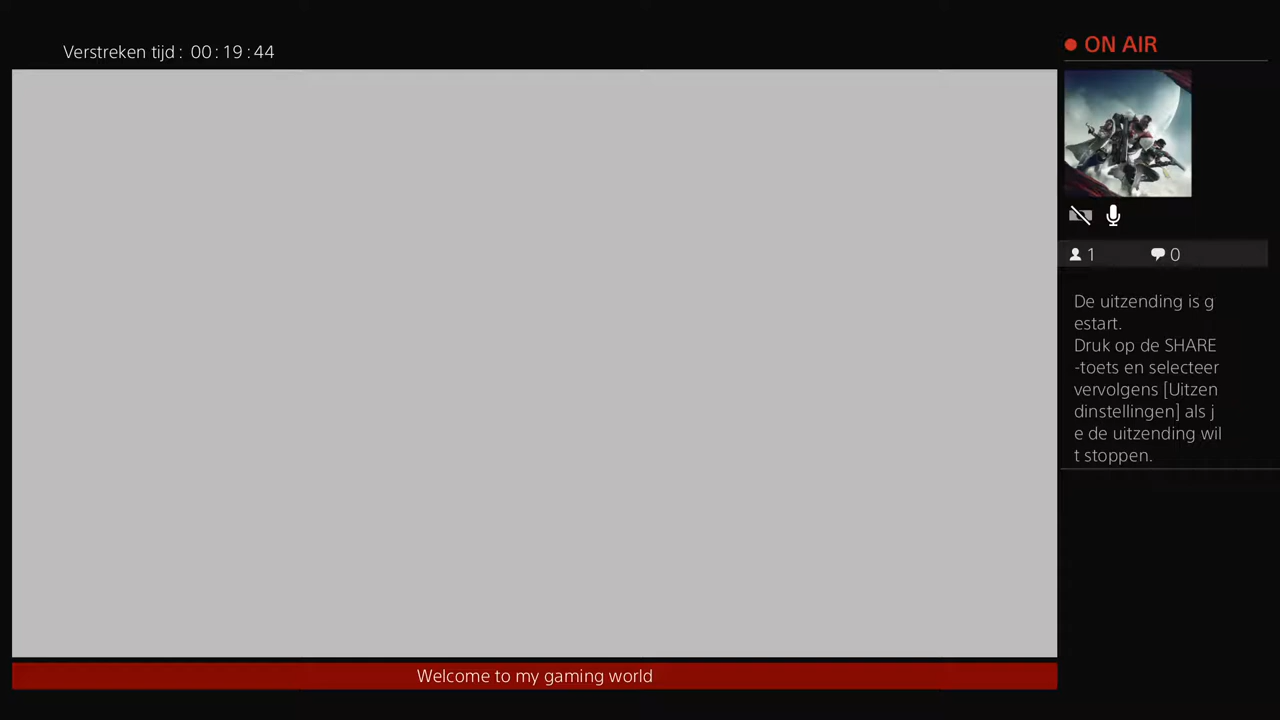 Verstreken tijd : 00 : 19 : 44
ON AIR
1 0
De uitzending is g
estart.
Druk op de SHARE
-toets en selecteer
vervolgens [Uitzen
dinstellingen] als j
e de uitzending wil
t stoppen.
Welcome to my gaming world